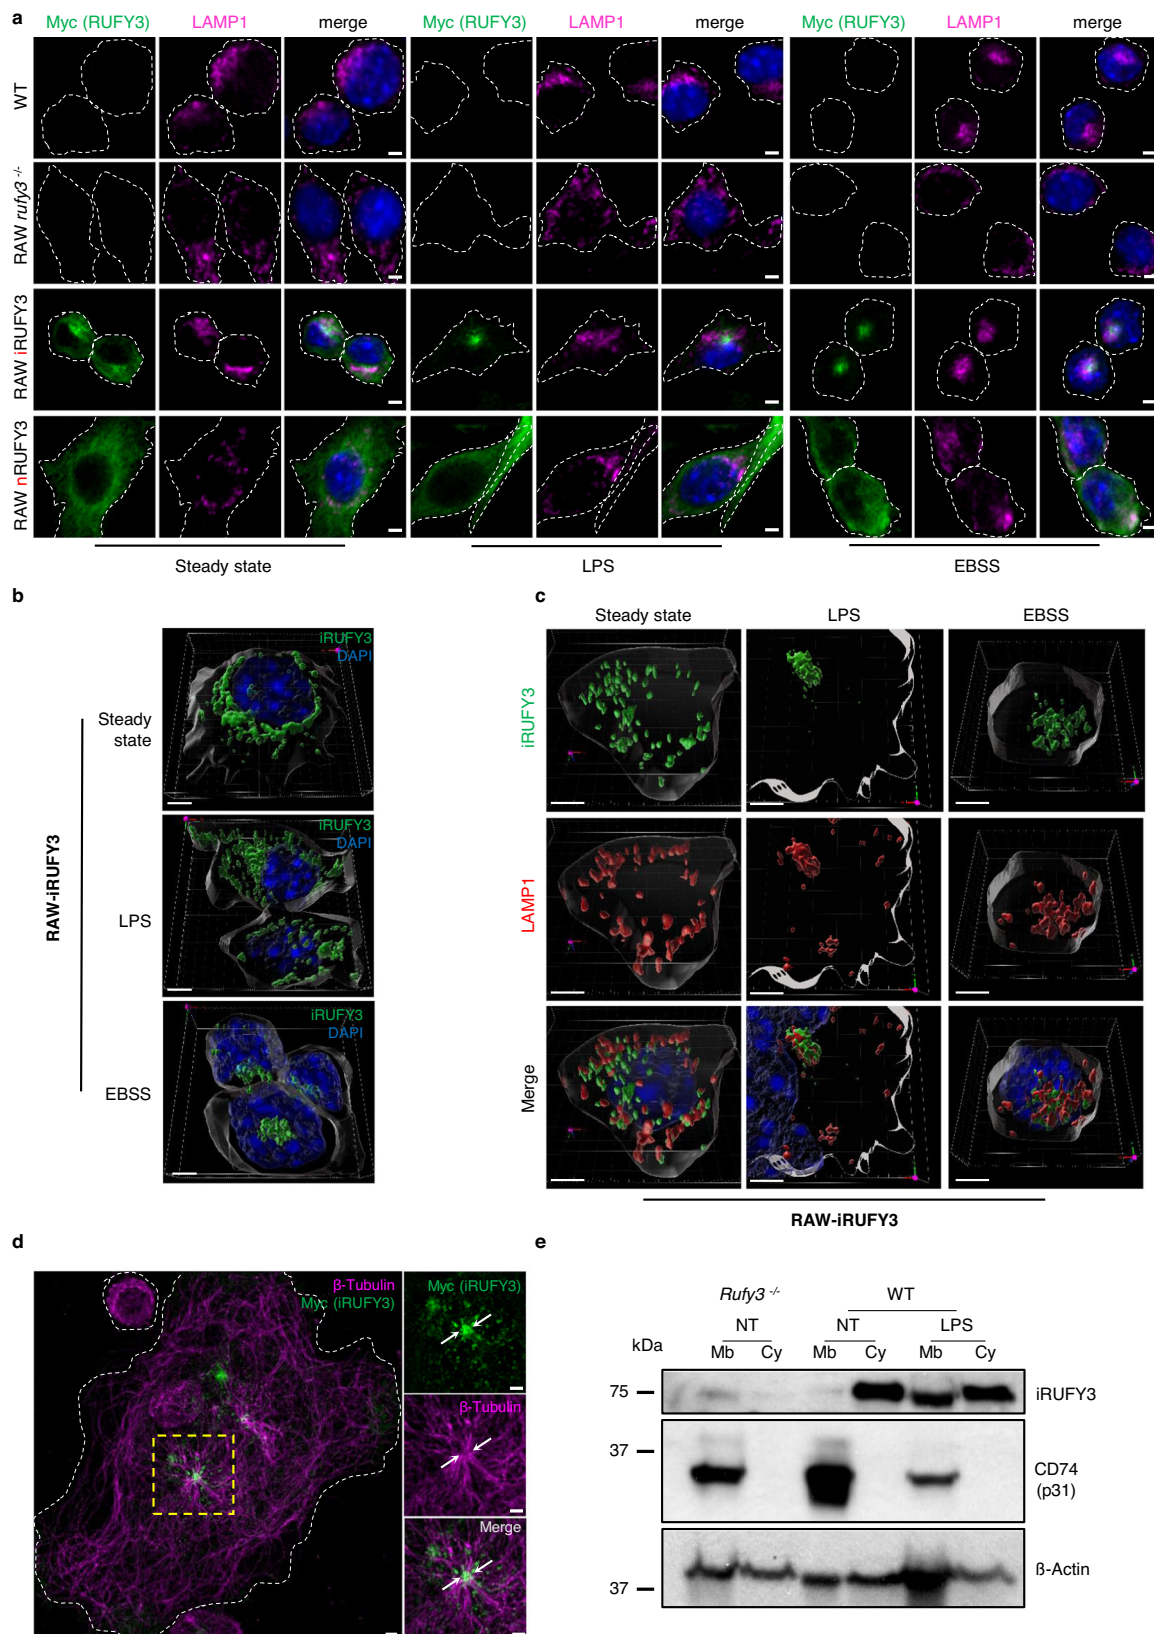 a
Myc (RUFY3) LAMP1 merge Myc (RUFY3) LAMP1 merge Myc (RUFY3) LAMP1 merge
WT
RAW rufy3 -/-
RAW iRUFY3
RAW nRUFY3
Steady state LPS EBSS
b
RAW-iRUFY3
Steady
state
iRUFY3
DAPI
LPS
iRUFY3
DAPI
EBSS
iRUFY3
DAPI
c
Steady state LPS EBSS
iRUFY3
LAMP1
Merge
RAW-iRUFY3
d
β-Tubulin
Myc (iRUFY3)
Myc (iRUFY3)
β-Tubulin
Merge
e
Rufy3 -/- WT
NT NT LPS
kDa Mb Cy Mb Cy Mb Cy
75 iRUFY3
37 CD74
(p31)
37 ß-Actin